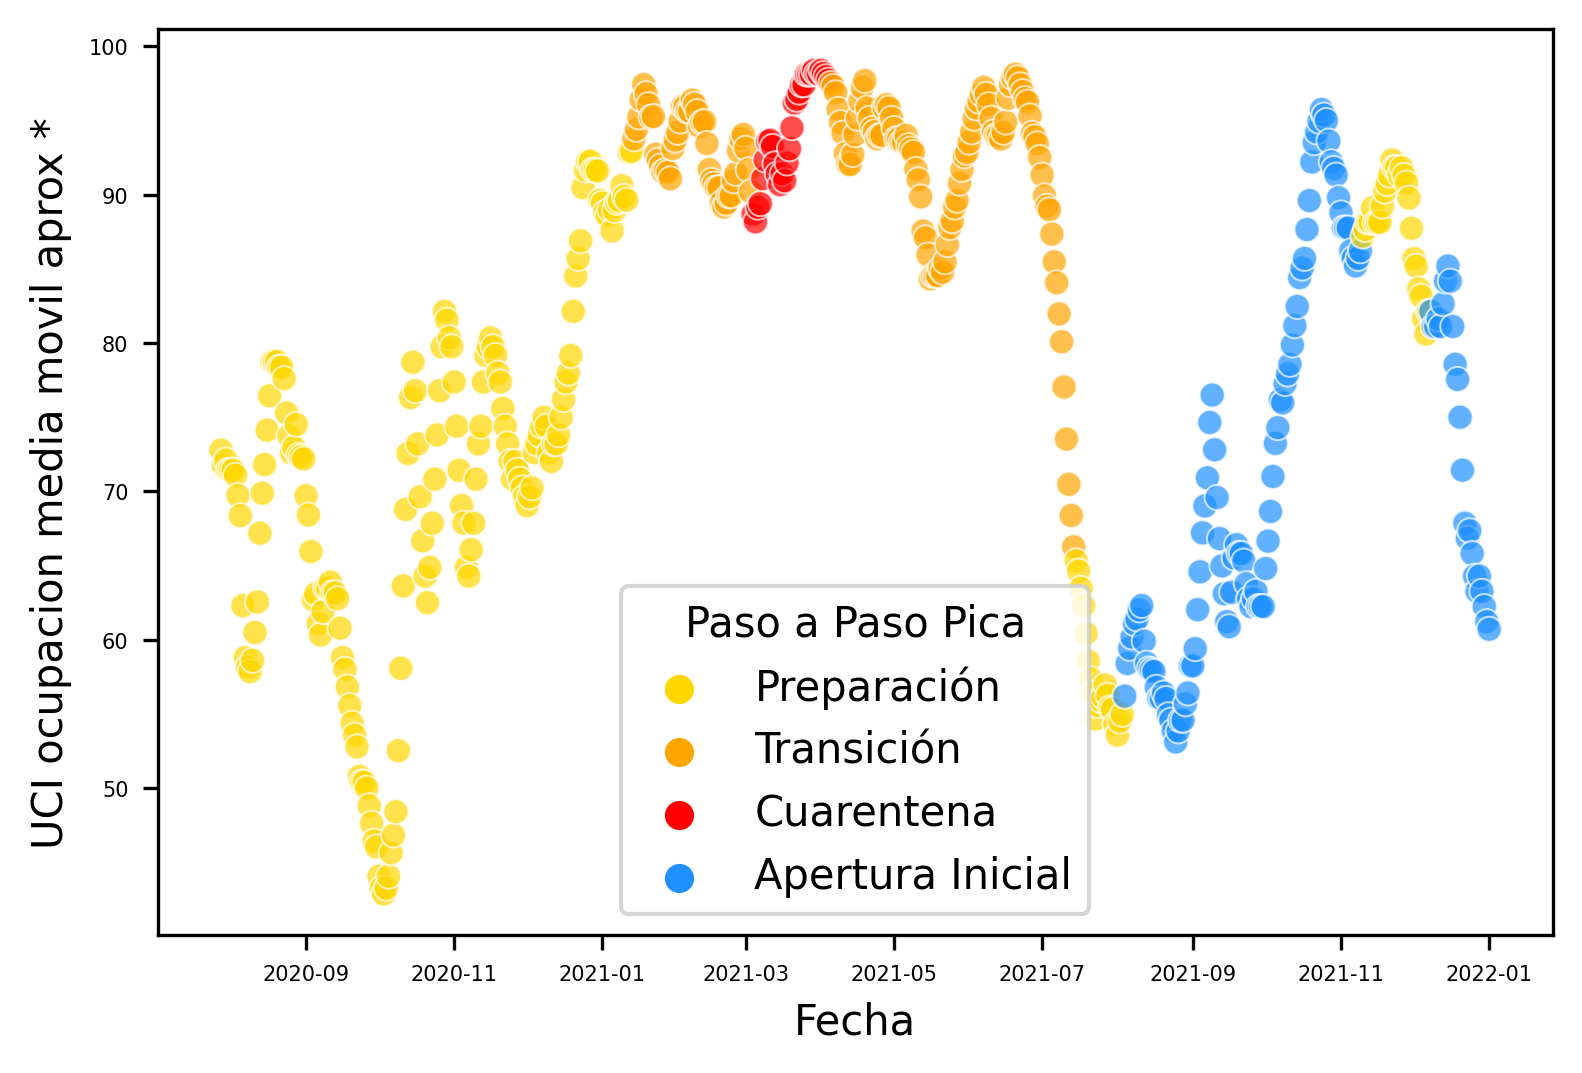 UCI ocupacion media movil aprox *
100
90
80
70
60
50
Paso a Paso Pica
Preparación
Transición
Cuarentena
Apertura Inicial
2020-09 2020-11 2021-01 2021-03 2021-05 2021-07 2021-09 2021-11 2022-01
Fecha